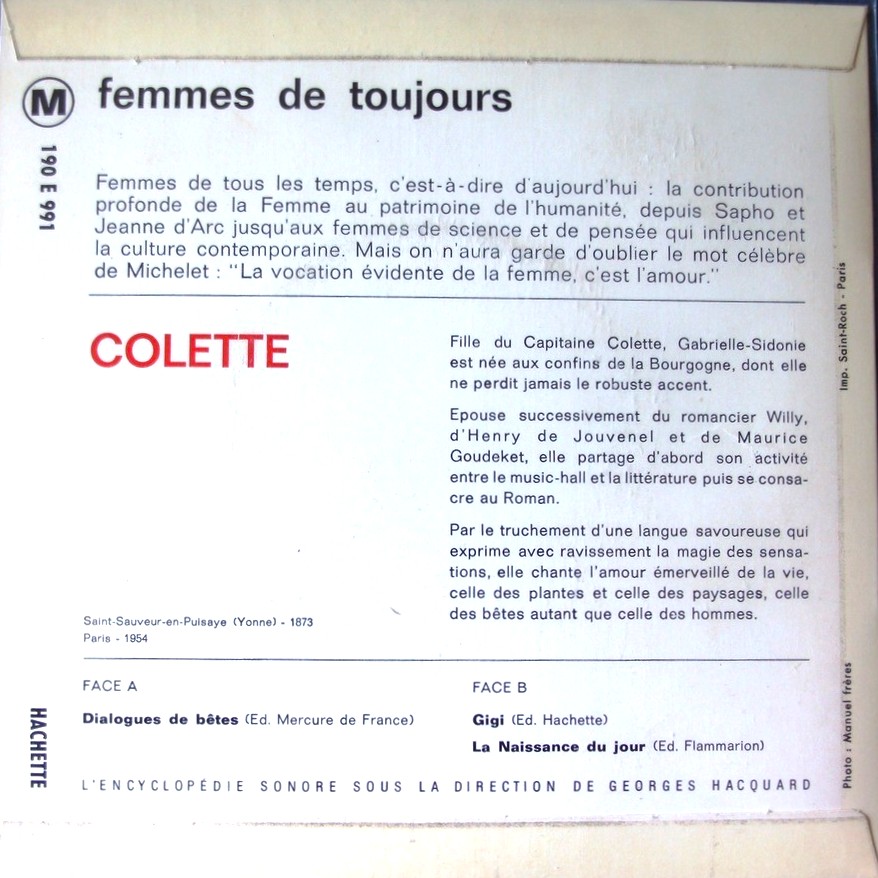 M femmes de toujours
190 E 991
Femmes de tous les temps, c'est-à-dire d'aujourd'hui : la contribution
profonde de la Femme au patrimoine de l'humanité, depuis Sapho et
Jeanne d'Arc jusqu'aux femmes de science et de pensée qui influencent
la culture contemporaine. Mais on n'aura garde d'oublier le mot célèbre
de Michelet : "La vocation évidente de la femme, c'est l'amour."
COLETTE
Fille du Capitaine Colette, Gabrielle-Sidonie
est née aux confins de la Bourgogne, dont elle
ne perdit jamais le robuste accent.
Epouse successivement du romancier Willy,
d'Henry de Jouvenel et de Maurice
Goudeket, elle partage d'abord son activité
entre le music-hall et la littérature puis se consa-
cre au Roman.
Par le truchement d'une langue savoureuse qui
exprime avec ravissement la magie des sensa-
tions, elle chante l'amour émerveillé de la vie,
celle des plantes et celle des paysages, celle
des bêtes autant que celle des hommes.
Saint-Sauveur-en-Puisaye (Yonne) - 1873
Paris - 1954
FACE A
Dialogues de bêtes (Ed. Mercure de France)
FACE B
Gigi (Ed. Hachette)
La Naissance du jour (Ed. Flammarion)
HACHETTE
L'ENCYCLOPÉDIE SONORE SOUS LA DIRECTION DE GEORGES HACQUARD
Imp. Saint-Roch - Paris
Photo : Manuel frères